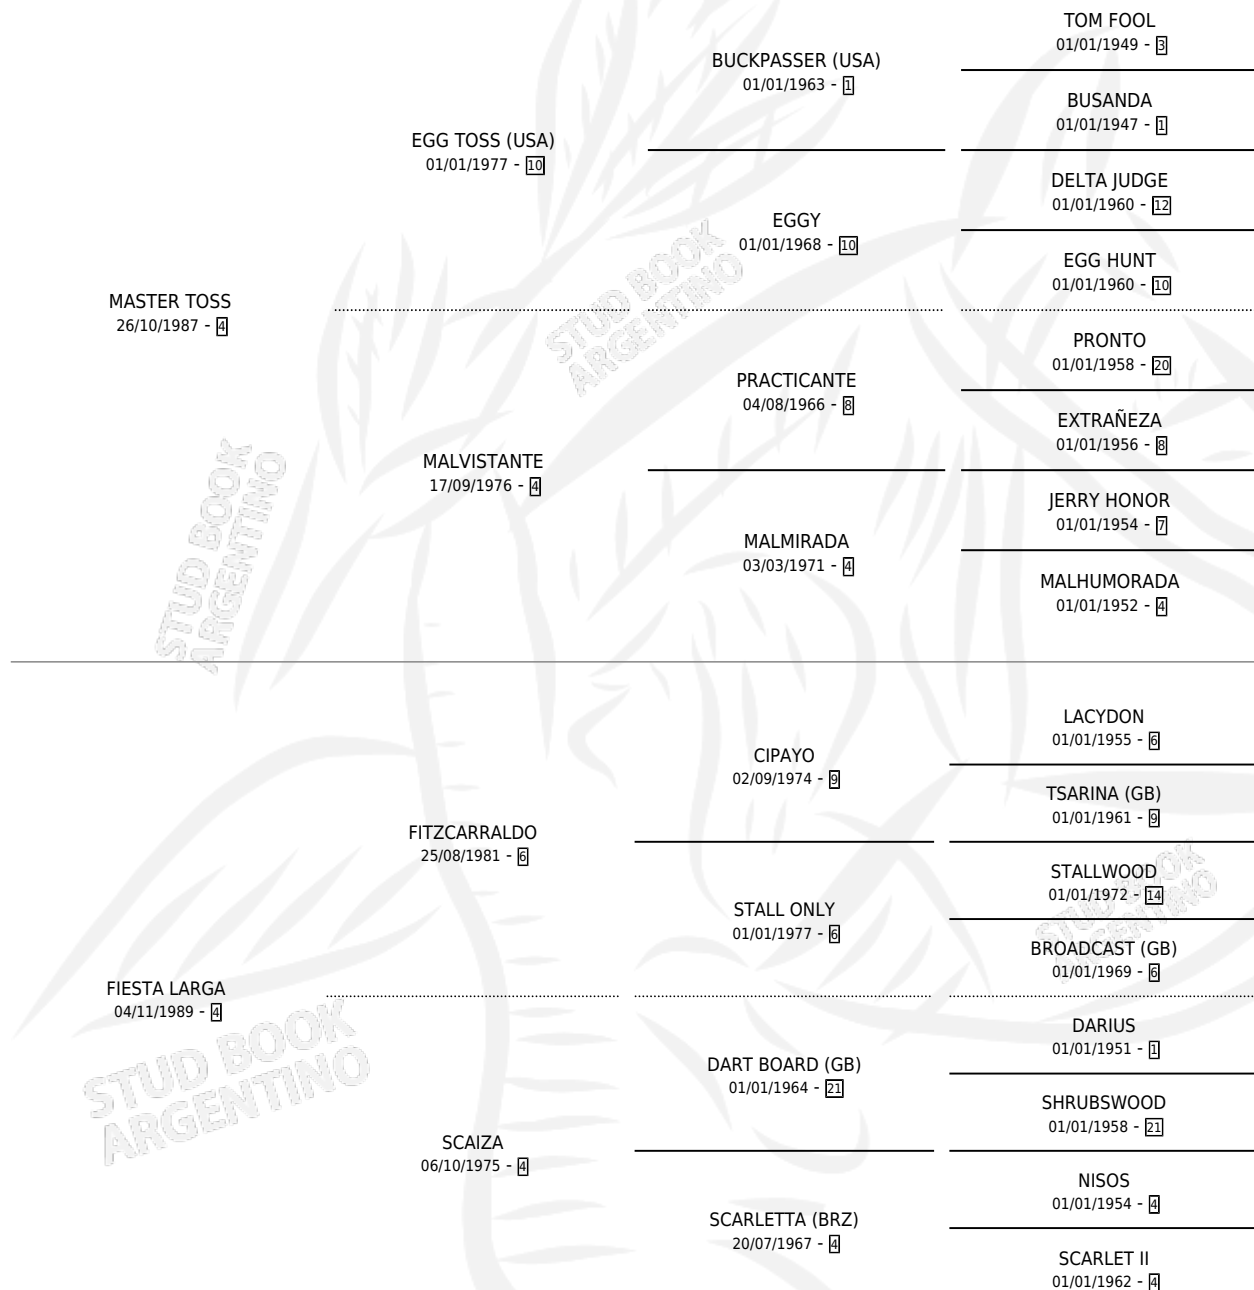 TOM FOOL
01/01/1949 - 3
BUCKPASSER (USA)
01/01/1963 - 1
BUSANDA
01/01/1947 - 1
EGG TOSS (USA)
01/01/1977 - 10
DELTA JUDGE
01/01/1960 - 12
EGGY
01/01/1968 - 10
EGG HUNT
01/01/1960 - 10
MASTER TOSS
26/10/1987 - 4
PRONTO
01/01/1958 - 20
PRACTICANTE
04/08/1966 - 8
EXTRAÑEZA
01/01/1956 - 8
MALVISTANTE
17/09/1976 - 4
JERRY HONOR
01/01/1954 - 7
MALMIRADA
03/03/1971 - 4
MALHUMORADA
01/01/1952 - 4
LACYDON
01/01/1955 - 6
CIPAYO
02/09/1974 - 9
TSARINA (GB)
01/01/1961 - 9
FITZCARRALDO
25/08/1981 - 6
STALLWOOD
01/01/1972 - 14
STALL ONLY
01/01/1977 - 6
BROADCAST (GB)
01/01/1969 - 6
FIESTA LARGA
04/11/1989 - 4
DARIUS
01/01/1951 - 1
DART BOARD (GB)
01/01/1964 - 21
SHRUBSWOOD
01/01/1958 - 21
SCAIZA
06/10/1975 - 4
NISOS
01/01/1954 - 4
SCARLETTA (BRZ)
20/07/1967 - 4
SCARLET II
01/01/1962 - 4
STUD BOOK
ARGENTINO
STUD BOOK
ARGENTINO
STUD BOOK
ARGENTINO
STUD BOOK
ARGENTINO